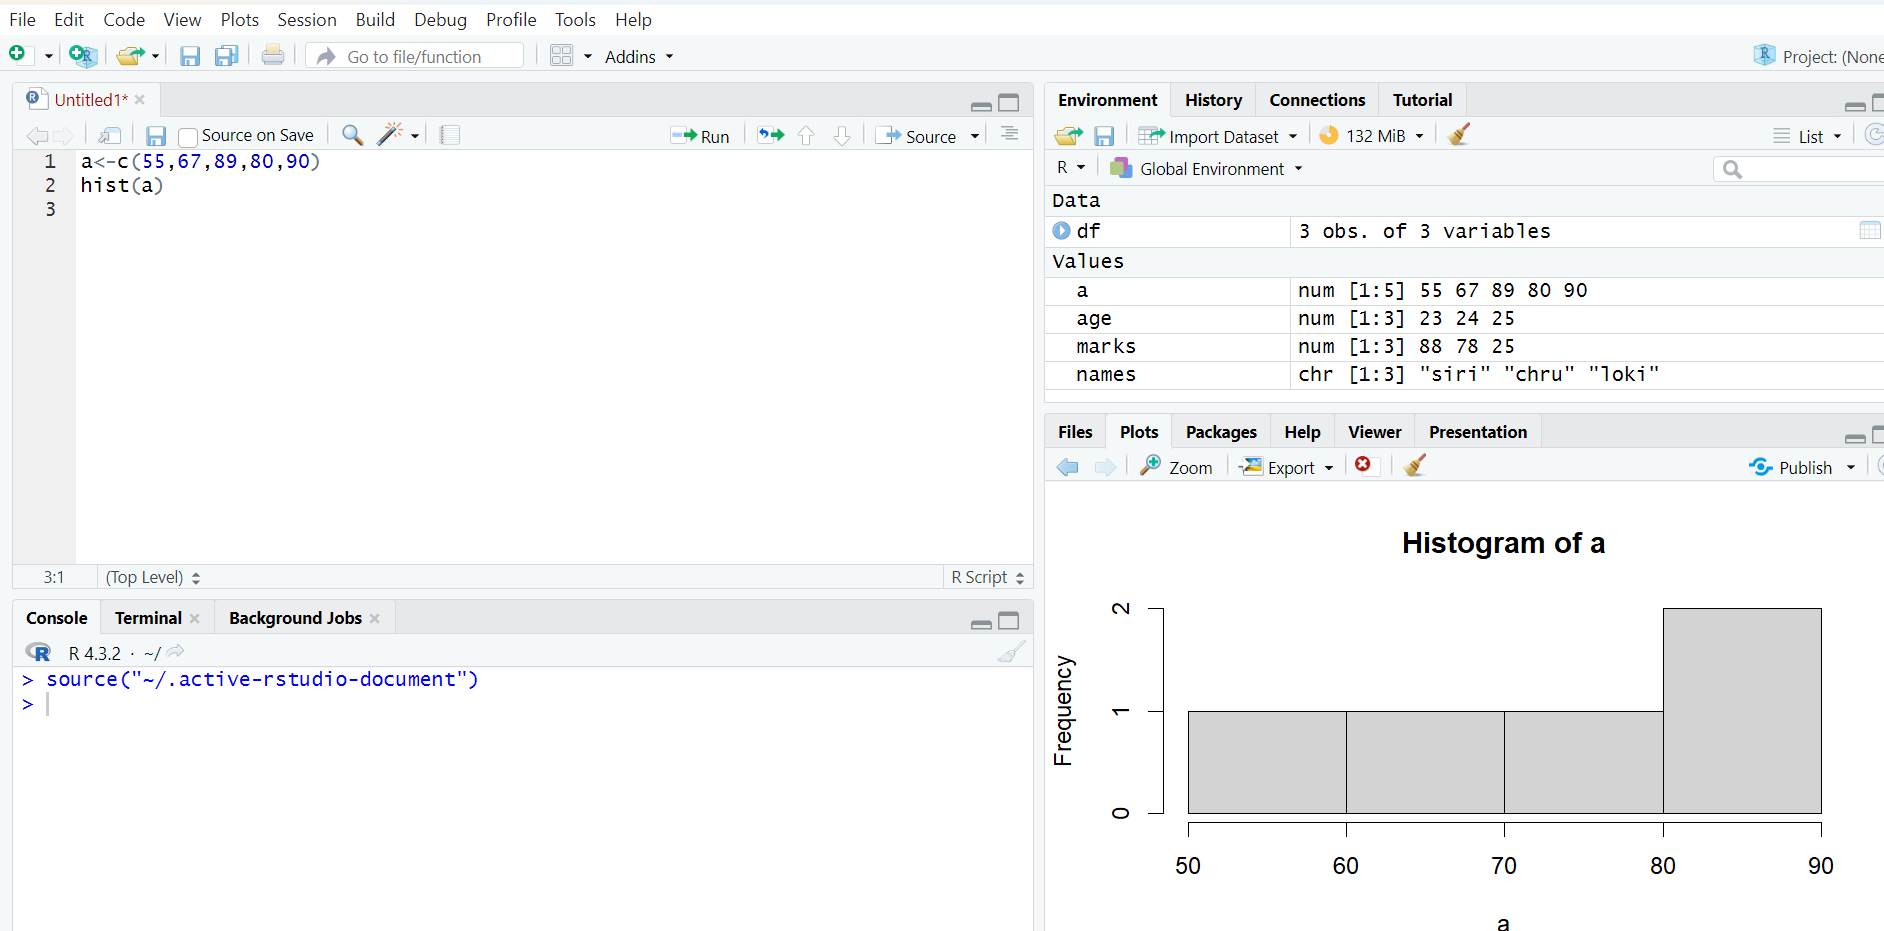 File Edit Code View Plots Session Build Debug Profile Tools Help
Go to file/function Addins Project: (None
Untitled1*
Source on Save Run Source
1 a<-c(55,67,89,80,90)
2 hist(a)
3
3:1 (Top Level) R Script
Console Terminal Background Jobs
R 4.3.2 · ~/
> source("~/.active-rstudio-document")
>
Environment History Connections Tutorial
Import Dataset 132 MiB List
R Global Environment
Data
df 3 obs. of 3 variables
Values
a num [1:5] 55 67 89 80 90
age num [1:3] 23 24 25
marks num [1:3] 88 78 25
names chr [1:3] "siri" "chru" "loki"
Files Plots Packages Help Viewer Presentation
Zoom Export Publish
Histogram of a
Frequency
2
1
0
50 60 70 80 90
a